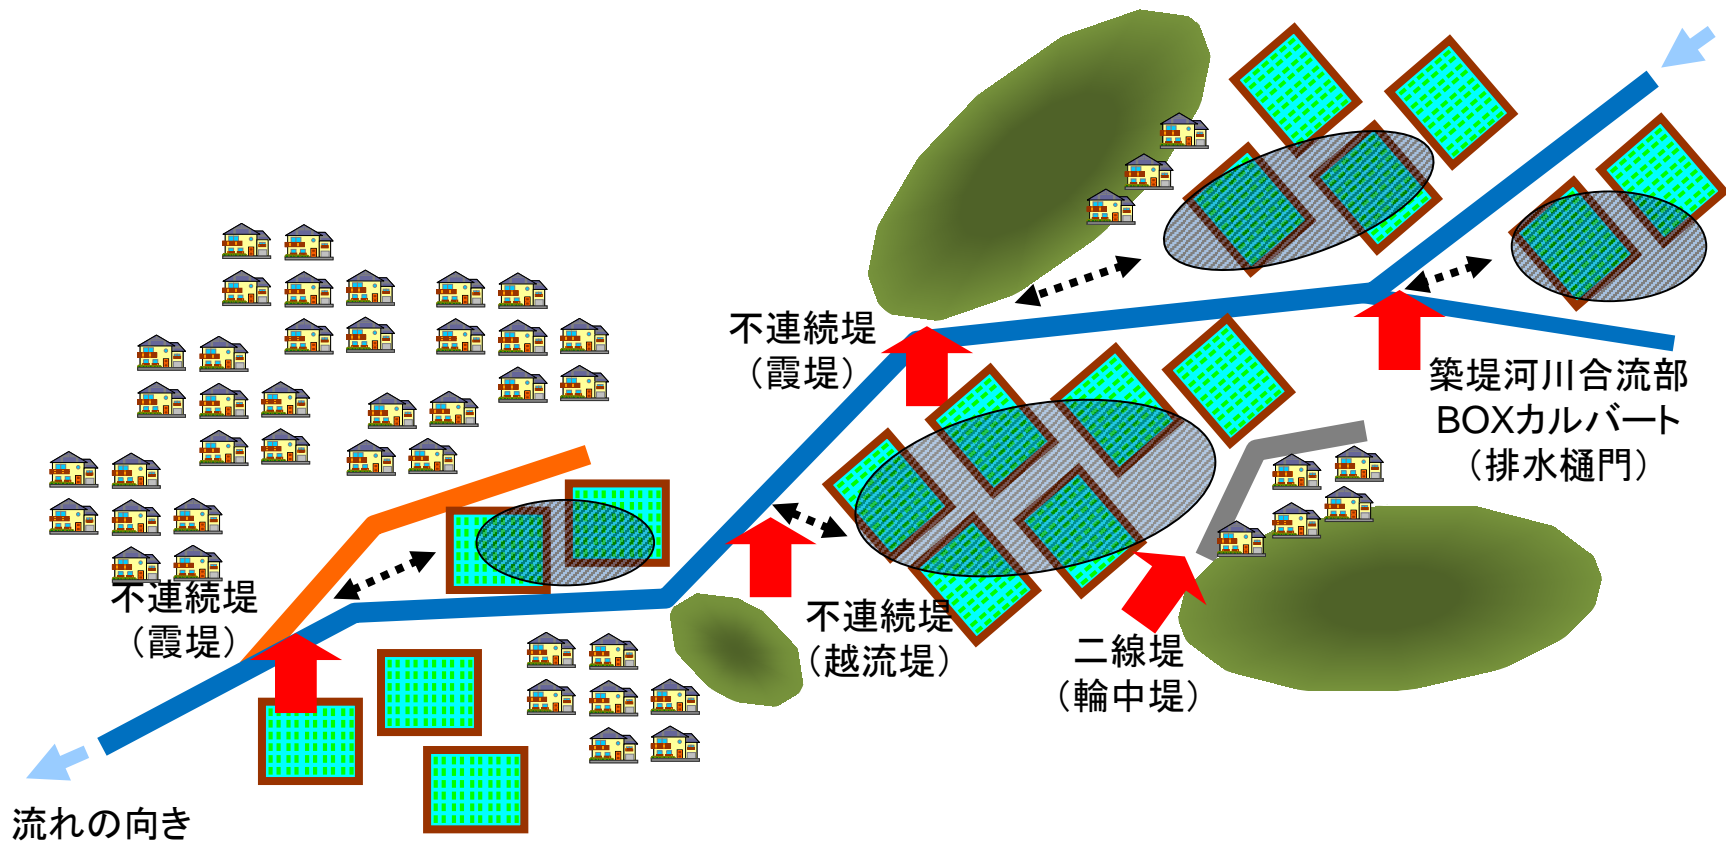 不連続堤
（霞堤）
築堤河川合流部
BOXカルバート
（排水樋門）
不連続堤
（霞堤）
不連続堤
（越流堤）
二線堤
（輪中堤）
流れの向き